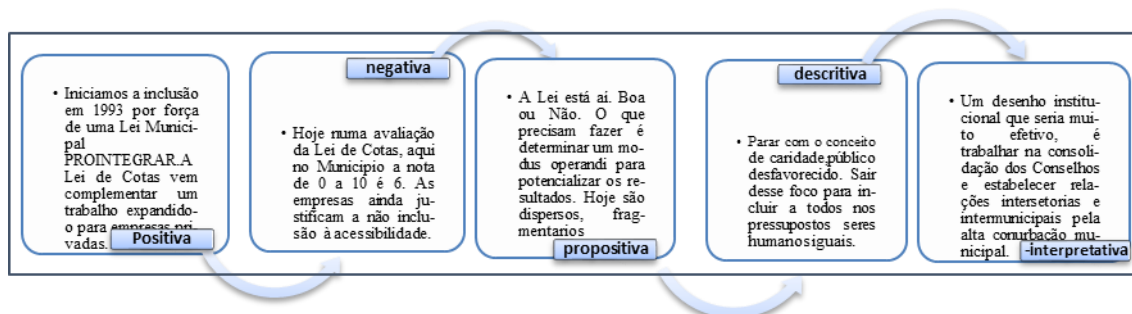 • Iniciamos a inclusão
em 1993 por força
de uma Lei Munici-
pal
PROINTEGRAR.A
Lei de Cotas vem
complementar um
trabalho expandido-
o para empresas pri-
vadas.
Positiva
negativa
• Hoje numa avaliação
da Lei de Cotas, aqui
no Municipio a nota
de 0 a 10 é 6. As
empresas ainda jus-
tificam a não inclu-
são à acessibilidade.
• A Lei está aí. Boa
ou Não. O que
precisam fazer é
determinar um mo-
dus operandi para
potencializar os re-
sultados. Hoje são
dispersos, frag-
mentarios
propositiva
descritiva
• Parar com o conceito
de caridade,público
desfavorecido. Sair
desse foco para in-
cluir a todos nos
pressupostos seres
humanos iguais.
• Um desenho institu-
cional que seria mui-
to efetivo, é
trabalhar na consoli-
dação dos Conselhos
e estabelecer rela-
ções intersetorias e
intermunicipais pela
alta conurbação mu-
nicipal.
-interpretativa